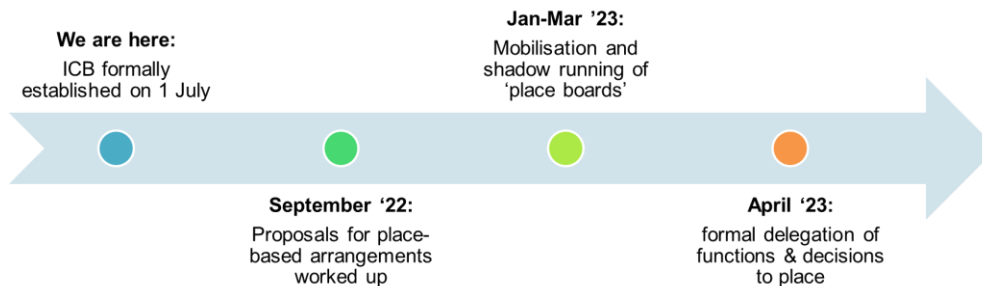 We are here:
ICB formally
established on 1 July
September ‘22:
Proposals for place-
based arrangements
worked up
Jan-Mar ’23:
Mobilisation and
shadow running of
‘place boards’
April ‘23:
formal delegation of
functions & decisions
to place